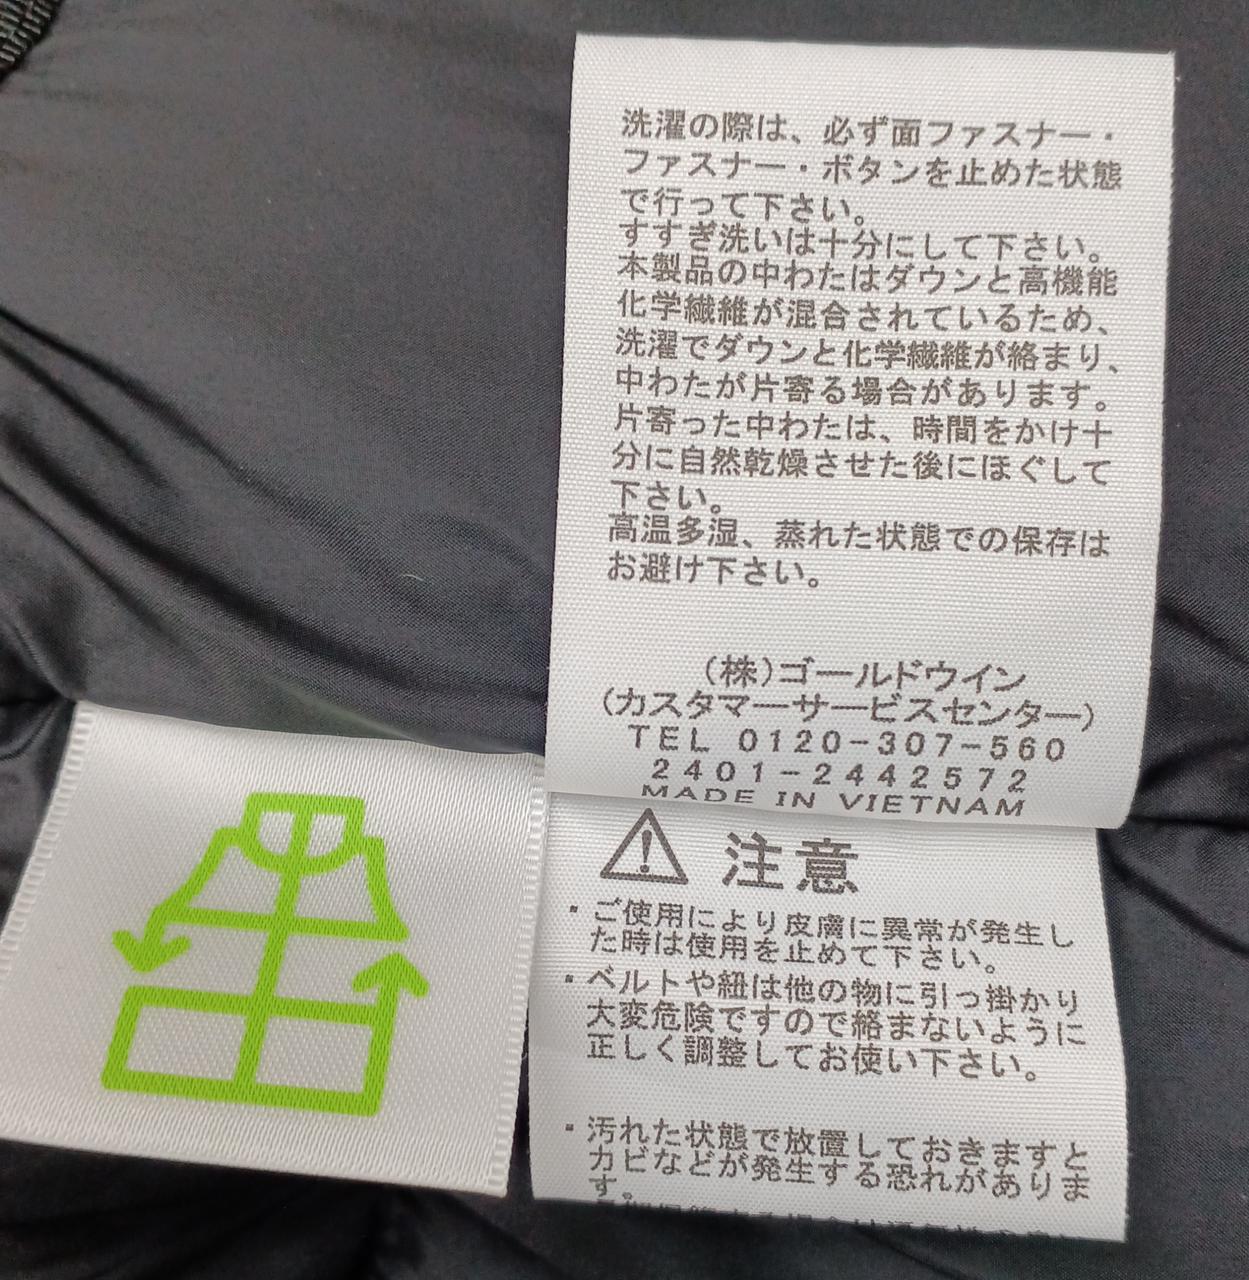 洗濯の際は、必ず面ファスナー・
ファスナー・ボタンを止めた状態
で行って下さい。
すすぎ洗いは十分にして下さい。
本製品の中わたはダウンと高機能
化学繊維が混合されているため、
洗濯でダウンと化学繊維が絡まり、
中わたが片寄る場合があります。
片寄った中わたは、時間をかけ十
分に自然乾燥させた後にほぐして
下さい。
高温多湿、蒸れた状態での保存は
お避け下さい。
(株)ゴールドウイン
(カスタマーサービスセンター)
TEL 0120-307-560
2401-2442572
MADE IN VIETNAM
注意
・ご使用により皮膚に異常が発生し
た時は使用を止めて下さい。
・ベルトや紐は他の物に引っ掛かり
大変危険ですので絡まないように
正しく調整してお使い下さい。
・汚れた状態で放置しておきますと
カビなどが発生する恐れがありま
す。